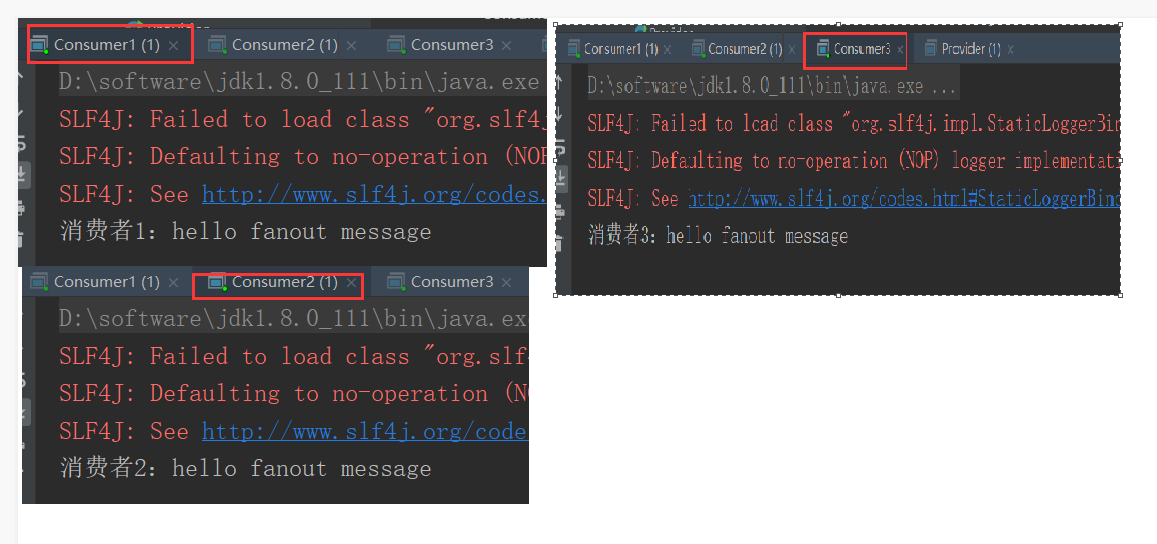 Consumer1 (1) × Consumer2 (1) × Consumer3 ×
D:\software\jdk1.8.0_111\bin\java.exe
SLF4J: Failed to load class "org.slf4
SLF4J: Defaulting to no-operation (NOP
SLF4J: See http://www.slf4j.org/codes.
消费者1：hello fanout message
Consumer1 (1) × Consumer2 (1) × Consumer3 ×
D:\software\jdk1.8.0_111\bin\java.ex
SLF4J: Failed to load class "org.slf
SLF4J: Defaulting to no-operation (N
SLF4J: See http://www.slf4j.org/code
消费者2：hello fanout message
Consumer1 (1) × Consumer2 (1) × Consumer3 × Provider (1) ×
D:\software\jdk1.8.0_111\bin\java.exe ...
SLF4J: Failed to load class "org.slf4j.impl.StaticLoggerBin
SLF4J: Defaulting to no-operation (NOP) logger implementati
SLF4J: See http://www.slf4j.org/codes.html#StaticLoggerBind
消费者3：hello fanout message